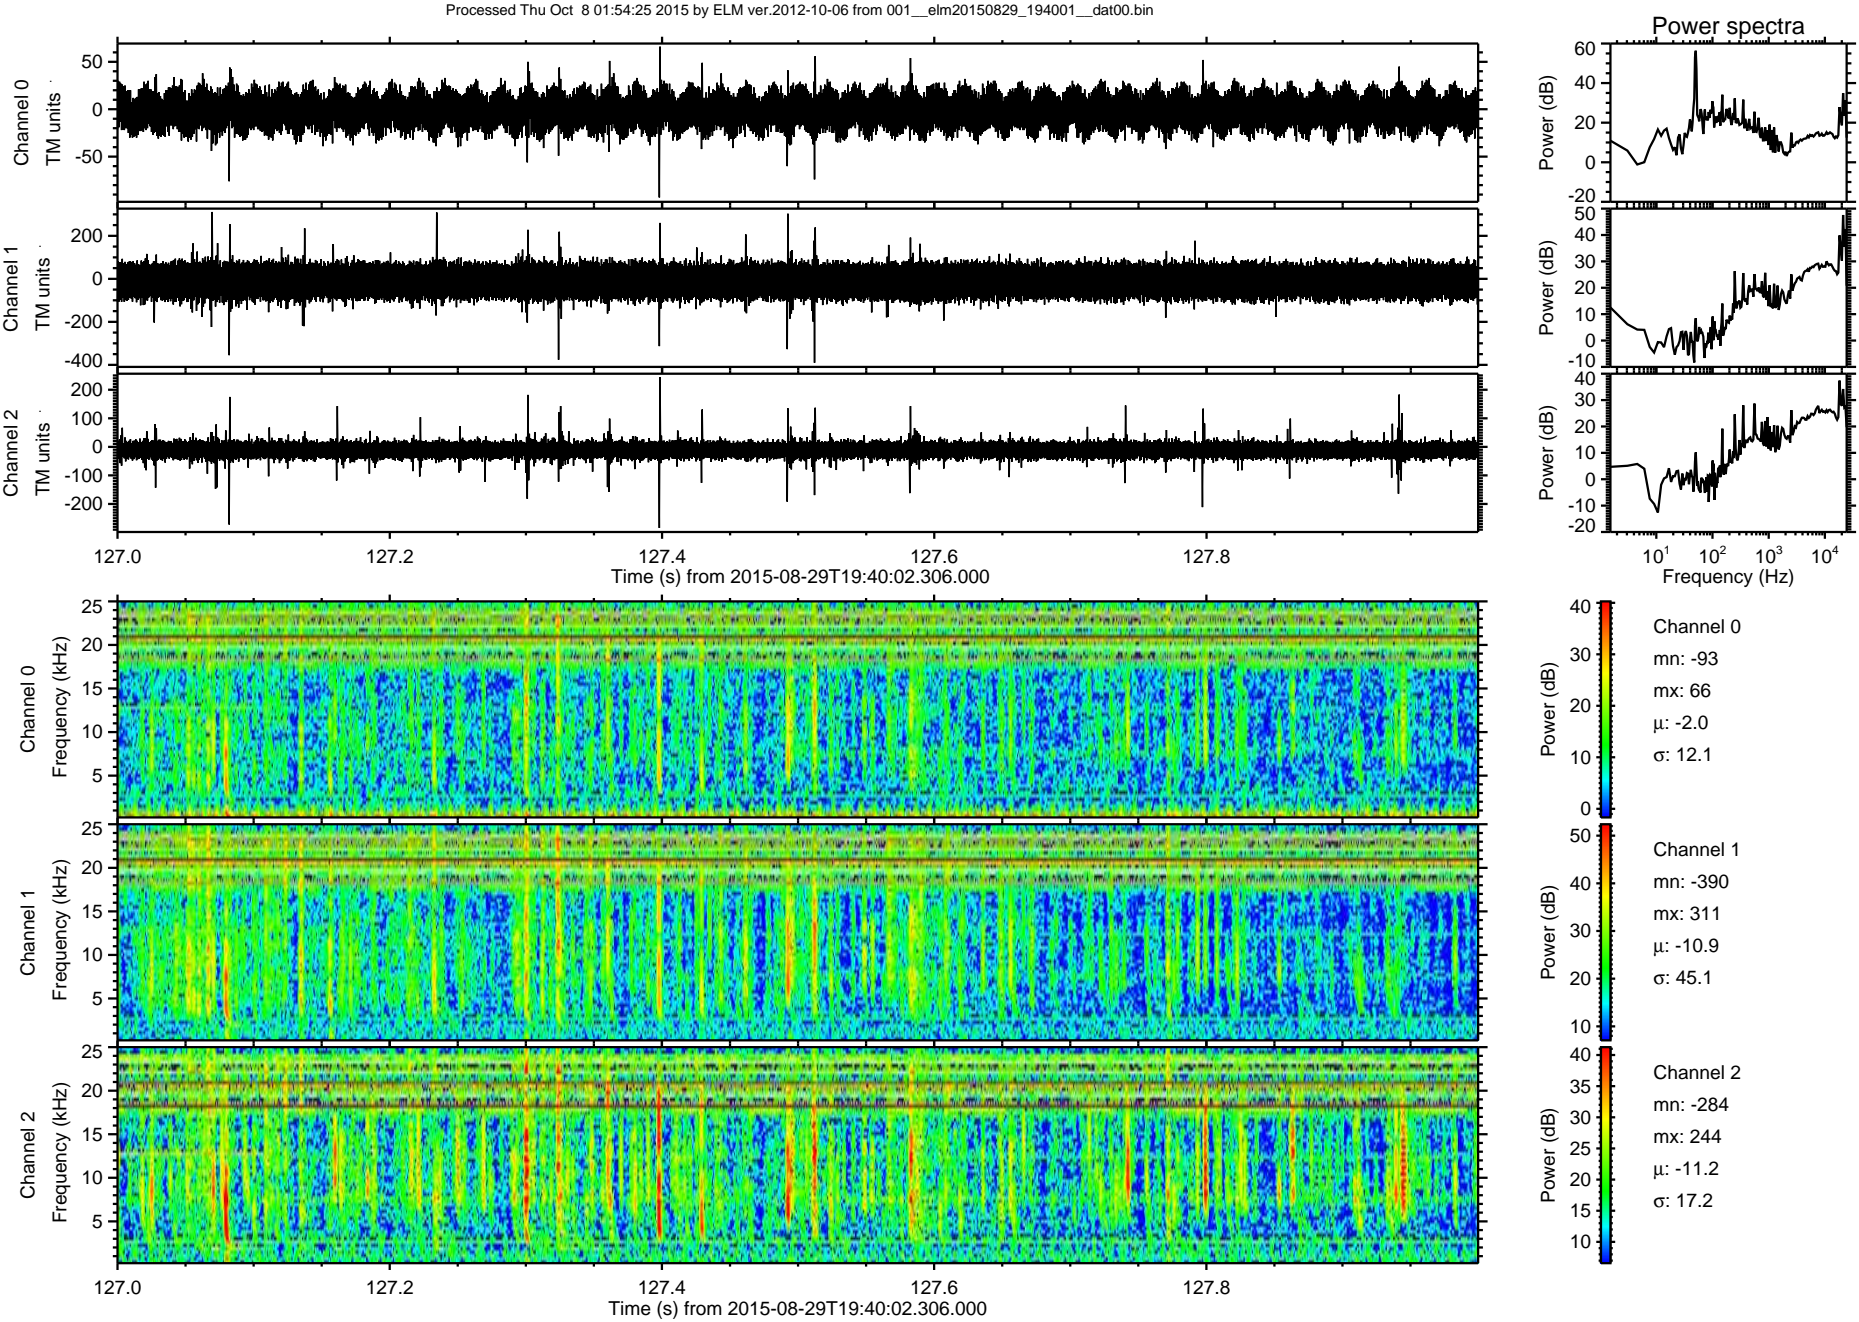 Processed Thu Oct  8 01:54:25 2015 by ELM ver.2012-10-06 from 001__elm20150829_194001__dat00.bin
Power spectra
Channel 0
TM units
50
0
-50
Power (dB)
60
40
20
0
-20
Channel 1
TM units
200
0
-200
-400
Power (dB)
50
40
30
20
10
0
-10
Channel 2
TM units
200
100
0
-100
-200
Power (dB)
40
30
20
10
0
-10
-20
127.0 127.2 127.4 127.6 127.8
Time (s) from 2015-08-29T19:40:02.306.000
10^1 10^2 10^3 10^4
Frequency (Hz)
Channel 0
Frequency (kHz)
25
20
15
10
5
Power (dB)
40
30
20
10
0
Channel 0
mn: -93
mx: 66
μ: -2.0
σ: 12.1
Channel 1
Frequency (kHz)
25
20
15
10
5
Power (dB)
50
40
30
20
10
Channel 1
mn: -390
mx: 311
μ: -10.9
σ: 45.1
Channel 2
Frequency (kHz)
25
20
15
10
5
Power (dB)
40
35
30
25
20
15
10
Channel 2
mn: -284
mx: 244
μ: -11.2
σ: 17.2
127.0 127.2 127.4 127.6 127.8
Time (s) from 2015-08-29T19:40:02.306.000